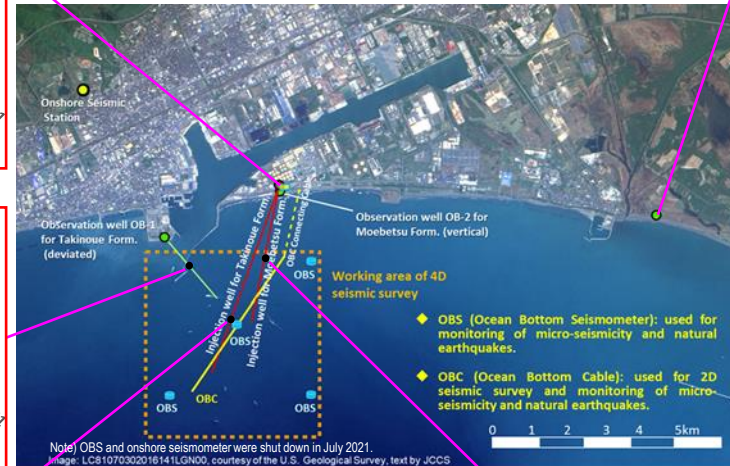 Onshore Seismic
Station
Observation well OB-1
for Takinoue Form.
(deviated)
Injection well for Takinoue Form.
Injection well for Moebetsu Form.
OBC Connecting Cable
Observation well OB-2 for
Moebetsu Form. (vertical)
Working area of 4D
seismic survey
OBS
OBS
OBS
OBS
OBC
◆ OBS (Ocean Bottom Seismometer): used for
monitoring of micro-seismicity and natural
earthquakes.
◆ OBC (Ocean Bottom Cable): used for 2D
seismic survey and monitoring of micro-
seismicity and natural earthquakes.
0 1 2 3 4 5km
Note) OBS and onshore seismometer were shut down in July 2021.
Image: LC81070302016141LGN00, courtesy of the U.S. Geological Survey, text by JCCS